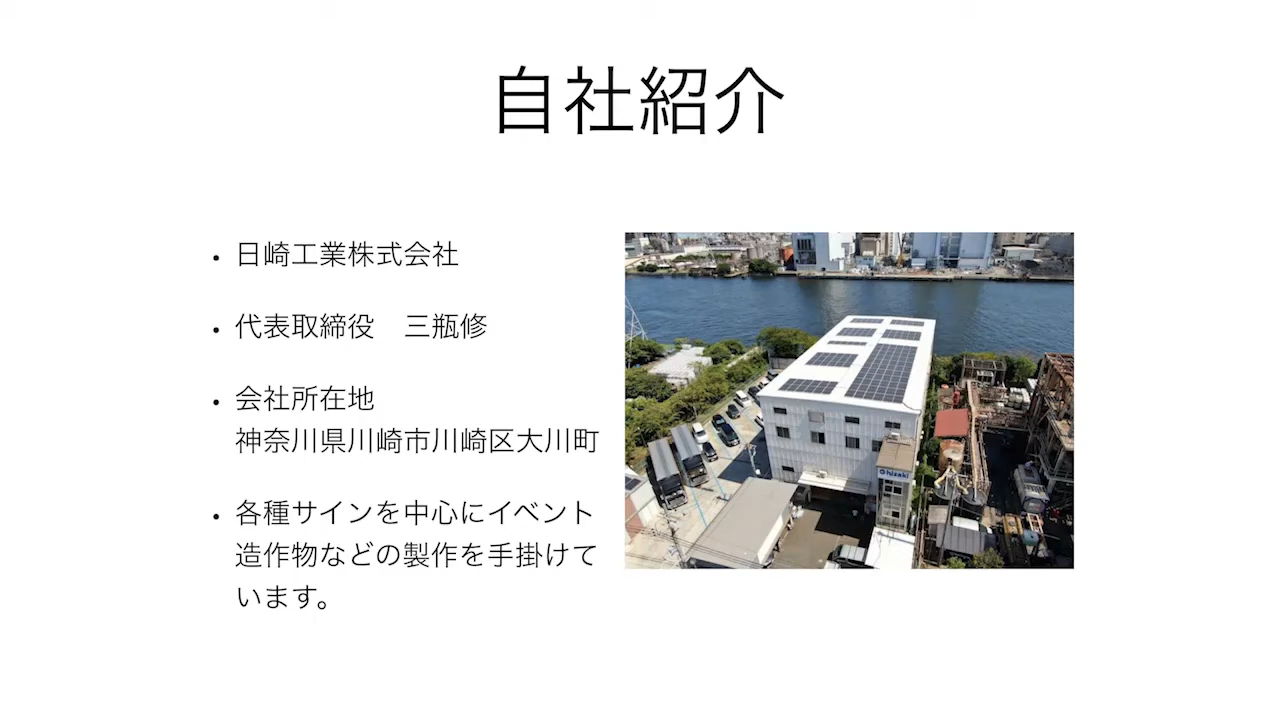 自社紹介
• 日崎工業株式会社
• 代表取締役　三瓶修
• 会社所在地
神奈川県川崎市川崎区大川町
• 各種サインを中心にイベント
造作物などの製作を手掛けて
います。
hizaki